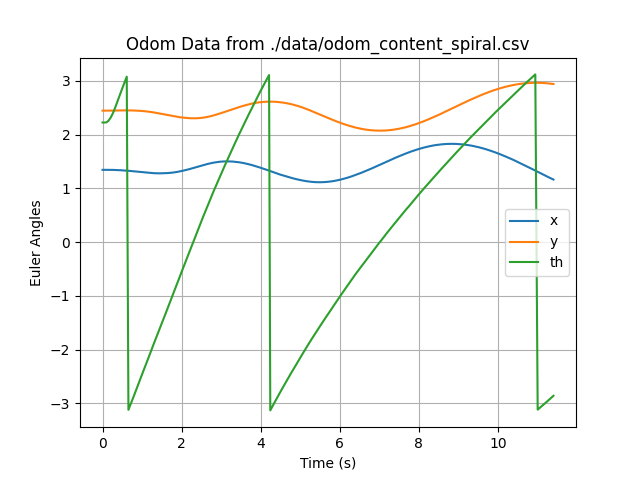 Odom Data from ./data/odom_content_spiral.csv
Euler Angles
3
2
1
0
−1
−2
−3
x
y
th
0 2 4 6 8 10
Time (s)